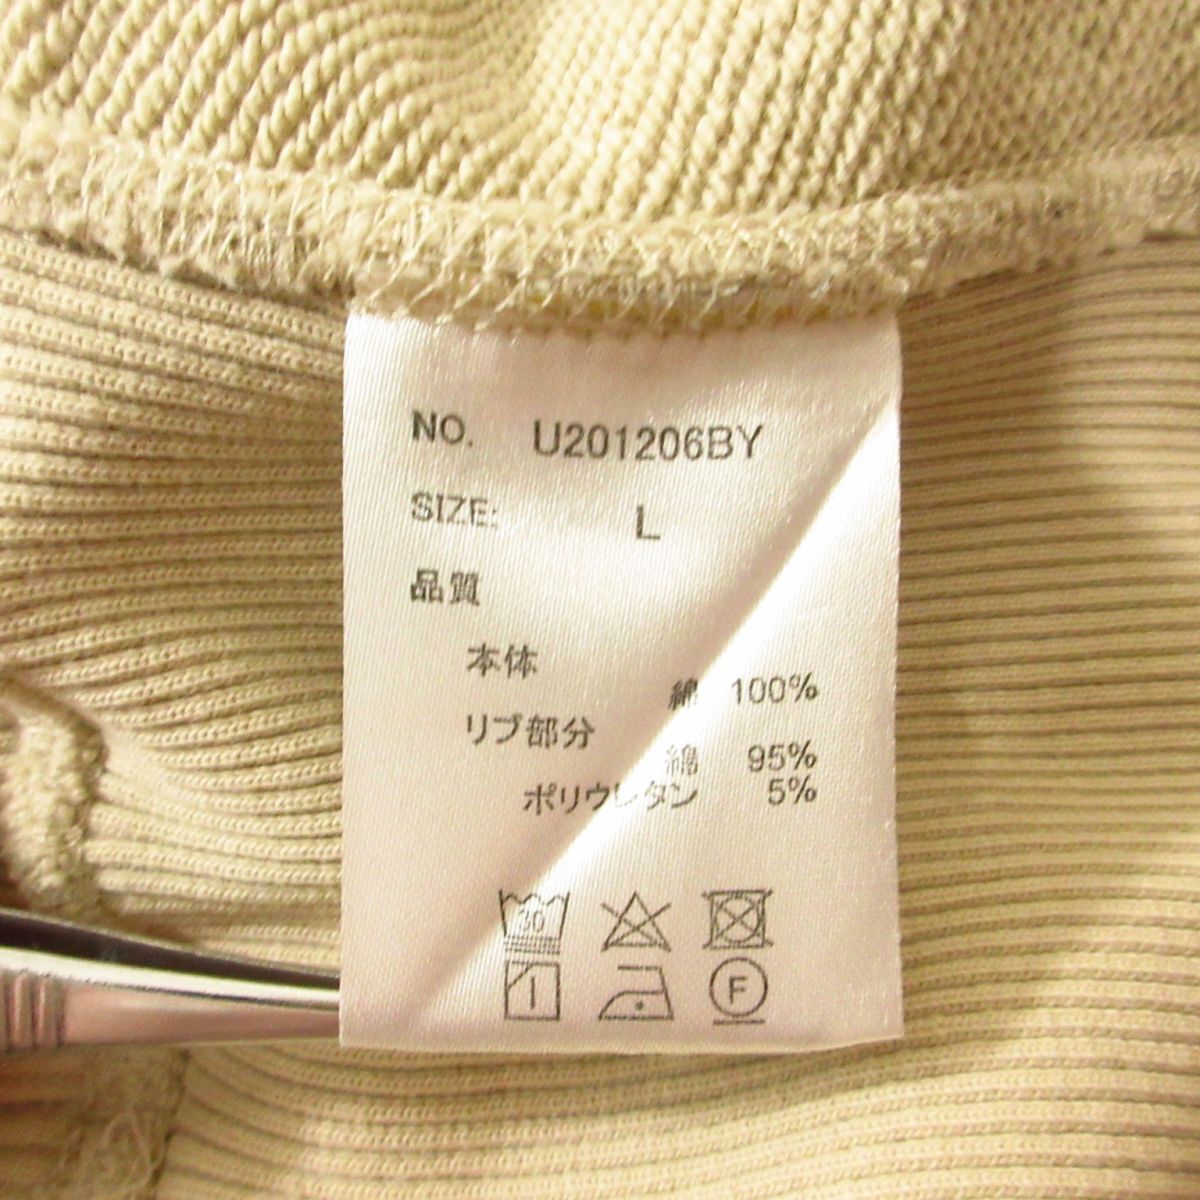 NO. U201206BY
SIZE: L
品質
本体
綿 100%
リブ部分
綿 95%
ポリウレタン 5%
30
F